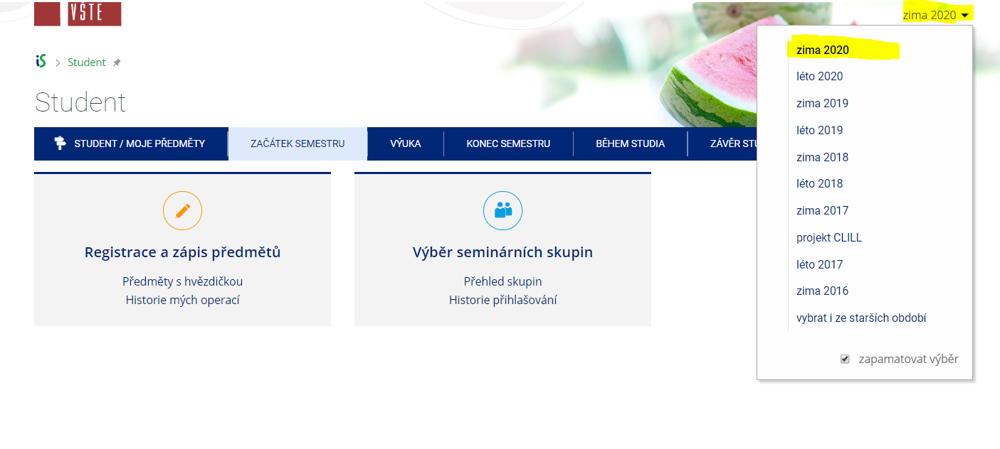 VŠTE
zima 2020
Student
Student
STUDENT / MOJE PŘEDMĚTY
ZAČÁTEK SEMESTRU
VÝUKA
KONEC SEMESTRU
BĚHEM STUDIA
ZÁVĚR STU
Registrace a zápis předmětů
Předměty s hvězdičkou
Historie mých operací
Výběr seminárních skupin
Přehled skupin
Historie přihlašování
zima 2020
léto 2020
zima 2019
léto 2019
zima 2018
léto 2018
zima 2017
projekt CLILL
léto 2017
zima 2016
vybrat i ze starších období
zapamatovat výběr